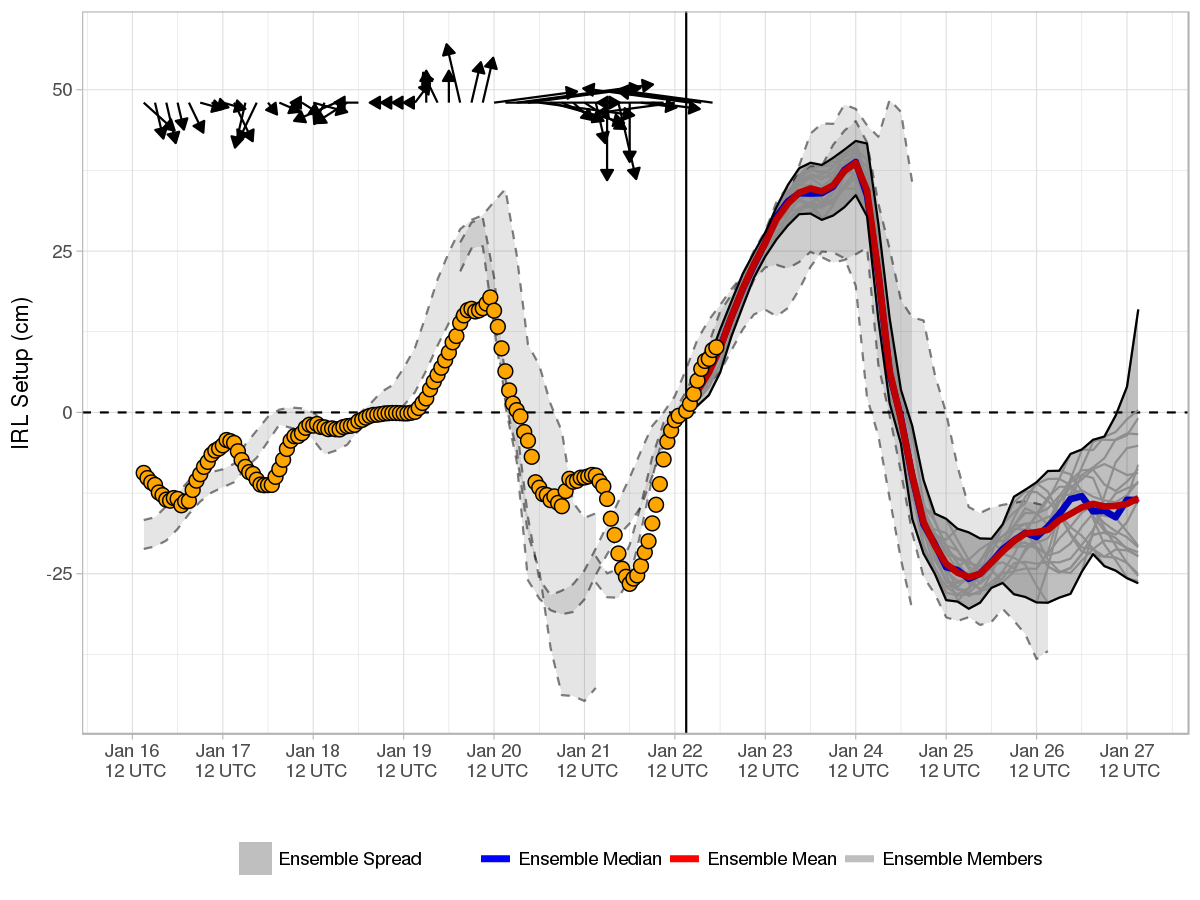 50
25
0
-25
IRL Setup (cm)
Jan 16 Jan 17 Jan 18 Jan 19 Jan 20 Jan 21 Jan 22 Jan 23 Jan 24 Jan 25 Jan 26 Jan 27
12 UTC 12 UTC 12 UTC 12 UTC 12 UTC 12 UTC 12 UTC 12 UTC 12 UTC 12 UTC 12 UTC 12 UTC
Ensemble Spread Ensemble Median Ensemble Mean Ensemble Members